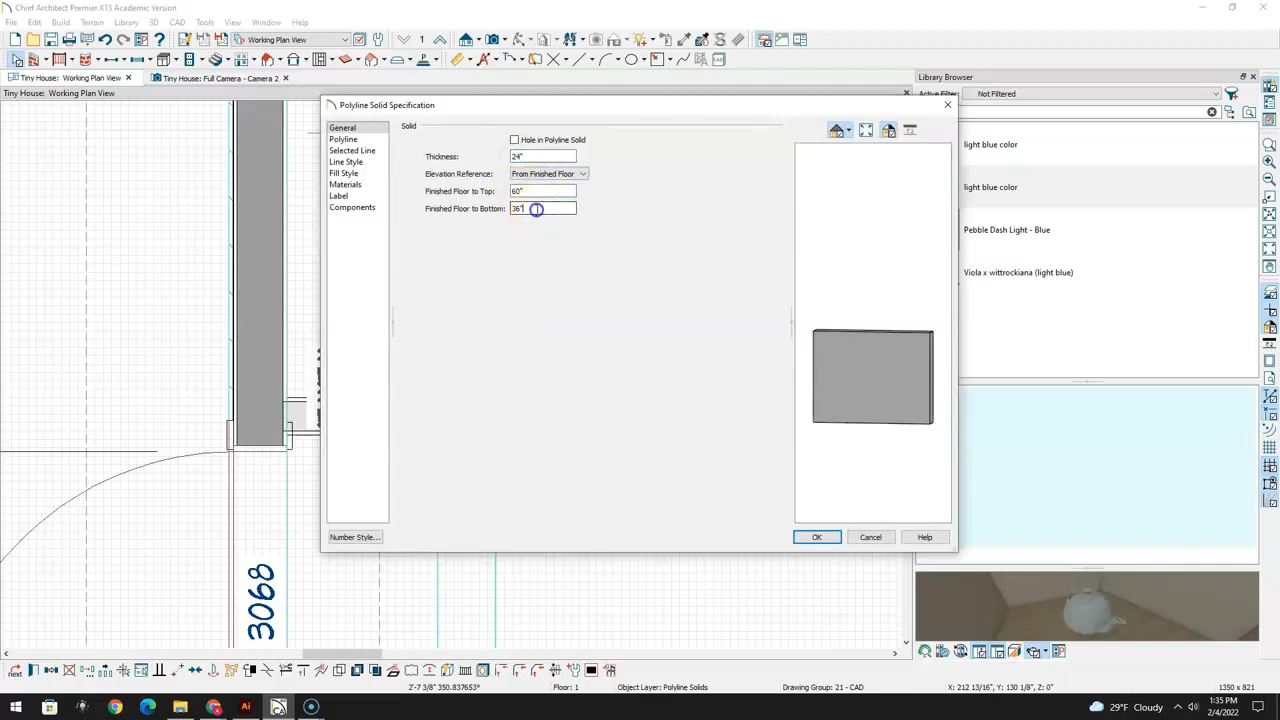 Chief Architect Premier X13 Academic Version
File Edit Build Terrain Library 3D CAD Tools View Window Help
Working Plan View 1
Tiny House: Working Plan View Tiny House: Full Camera - Camera 2
Tiny House: Working Plan View
Library Browser
Active Filter: Not Filtered
light blue color
light blue color
Pebble Dash Light - Blue
Viola x wittrockiana (light blue)
Polyline Solid Specification
General
Polyline
Selected Line
Line Style
Fill Style
Materials
Label
Components
Solid
Hole in Polyline Solid
Thickness: 24"
Elevation Reference: From Finished Floor
Finished Floor to Top: 60"
Finished Floor to Bottom: 36"
Number Style... OK Cancel Help
3068
next
2'-7 3/8" 350.837653° Floor: 1 Object Layer: Polyline Solids Drawing Group: 21 - CAD X: 212 13/16", Y: 130 1/8", Z: 0" 1350 x 821
29°F Cloudy 1:35 PM
2/4/2022